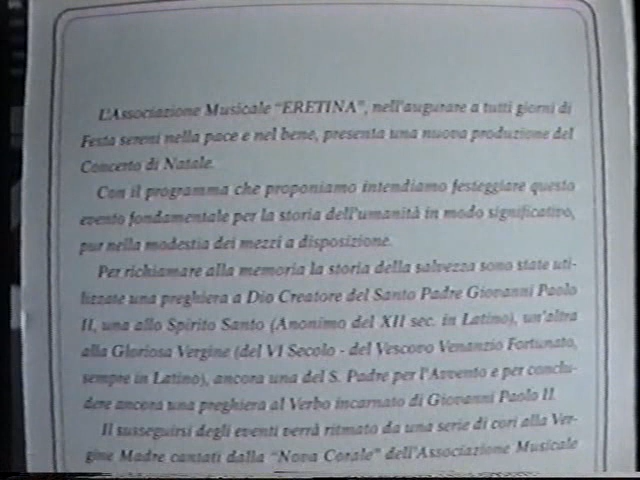 L'Associazione Musicale "ERETINA", nell'augurare a tutti giorni di
Festa sereni nella pace e nel bene, presenta una nuova produzione del
Concerto di Natale.
Con il programma che proponiamo intendiamo festeggiare questo
evento fondamentale per la storia dell'umanità in modo significativo,
pur nella modestia dei mezzi a disposizione.
Per richiamare alla memoria la storia della salvezza sono state uti-
lizzate una preghiera a Dio Creatore del Santo Padre Giovanni Paolo
II, una allo Spirito Santo (Anonimo del XII sec. in Latino), un'altra
alla Gloriosa Vergine (del VI Secolo - del Vescovo Venanzio Fortunato,
sempre in Latino), ancora una del S. Padre per l'Avvento e per conclu-
dere ancora una preghiera al Verbo incarnato di Giovanni Paolo II.
Il susseguirsi degli eventi verrà ritmato da una serie di cori alla Ver-
gine Madre cantati dalla "Nova Corale" dell'Associazione Musicale